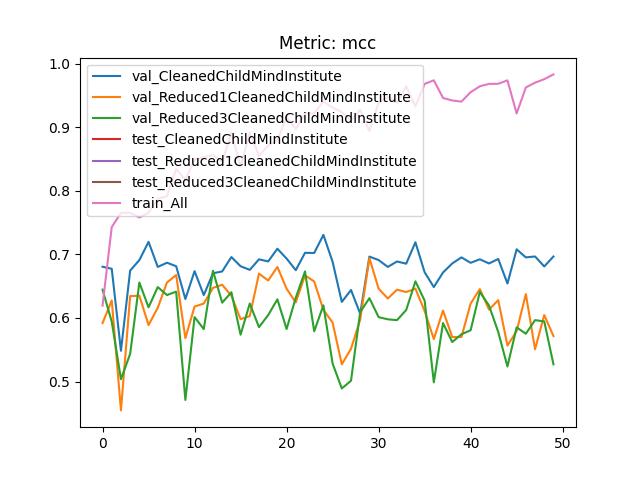 Metric: mcc
1.0
0.9
0.8
0.7
0.6
0.5
val_CleanedChildMindInstitute
val_Reduced1CleanedChildMindInstitute
val_Reduced3CleanedChildMindInstitute
test_CleanedChildMindInstitute
test_Reduced1CleanedChildMindInstitute
test_Reduced3CleanedChildMindInstitute
train_All
0 10 20 30 40 50